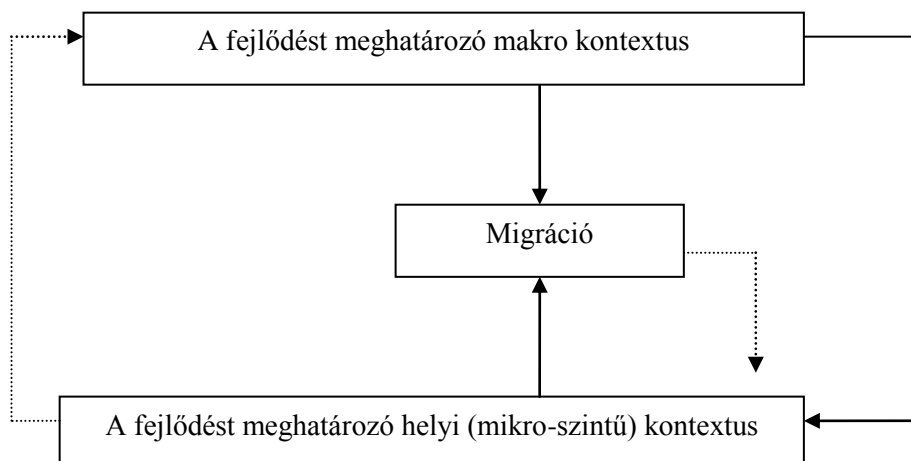 A fejlődést meghatározó makro kontextus
Migráció
A fejlődést meghatározó helyi (mikro-szintű) kontextus